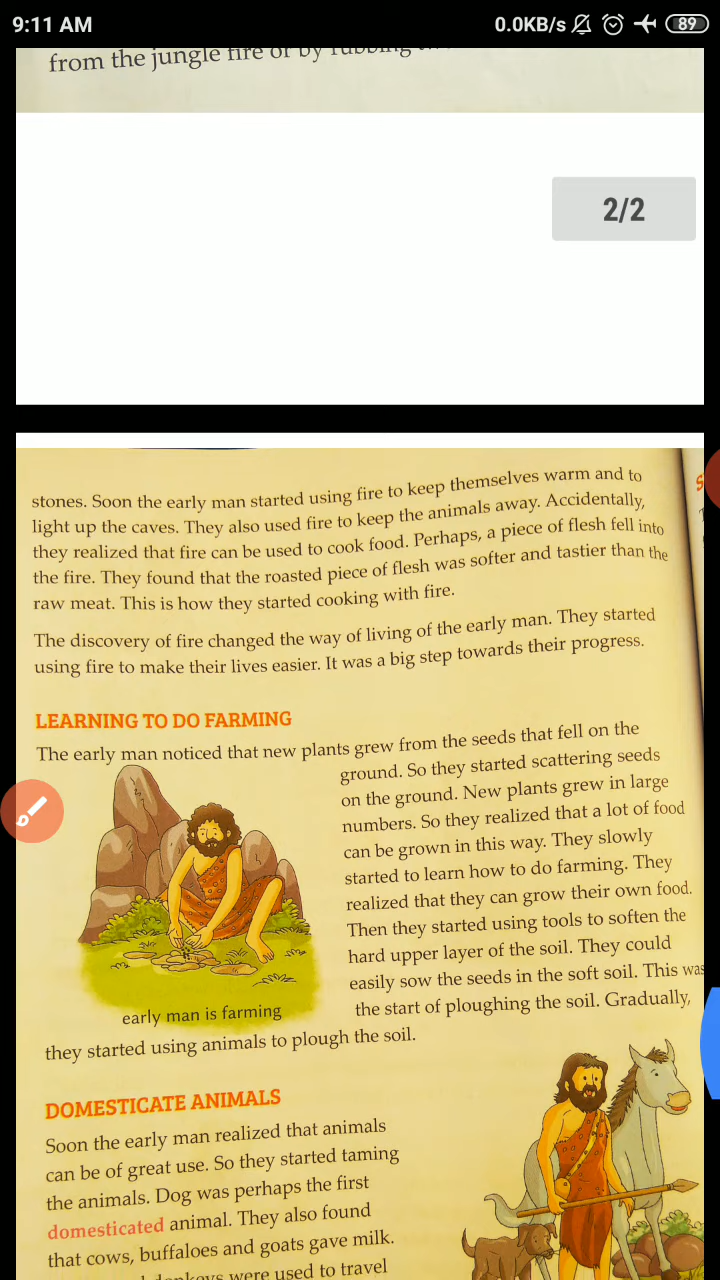 9:11 AM
0.0KB/s
89
from the jungle fire or by rubbing
2/2
stones. Soon the early man started using fire to keep themselves warm and to
light up the caves. They also used fire to keep the animals away. Accidentally,
they realized that fire can be used to cook food. Perhaps, a piece of flesh fell into
the fire. They found that the roasted piece of flesh was softer and tastier than the
raw meat. This is how they started cooking with fire.
The discovery of fire changed the way of living of the early man. They started
using fire to make their lives easier. It was a big step towards their progress.
LEARNING TO DO FARMING
The early man noticed that new plants grew from the seeds that fell on the
ground. So they started scattering seeds
on the ground. New plants grew in large
numbers. So they realized that a lot of food
can be grown in this way. They slowly
started to learn how to do farming. They
realized that they can grow their own food.
Then they started using tools to soften the
hard upper layer of the soil. They could
easily sow the seeds in the soft soil. This was
the start of ploughing the soil. Gradually,
early man is farming
they started using animals to plough the soil.
DOMESTICATE ANIMALS
Soon the early man realized that animals
can be of great use. So they started taming
the animals. Dog was perhaps the first
domesticated animal. They also found
that cows, buffaloes and goats gave milk.
donkeys were used to travel